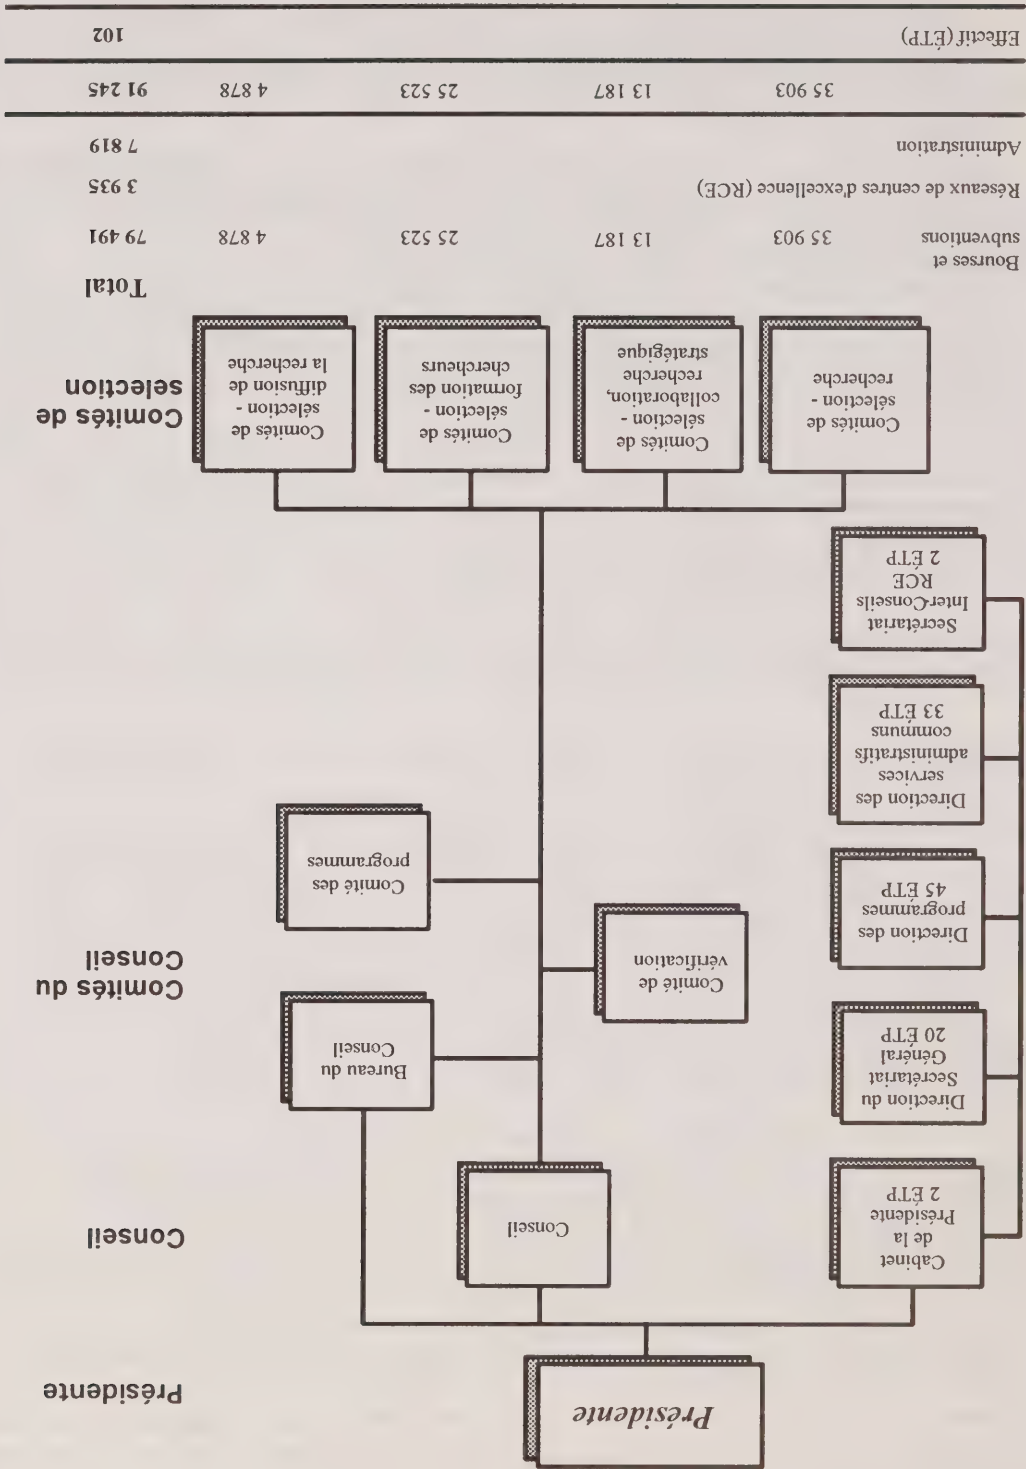 Présidente
Présidente
Conseil
Cabinet
de la
Présidente
2 ÉTP
Conseil
Comités du
Conseil
Direction du
Secrétariat
Général
20 ÉTP
Bureau du
Conseil
Direction des
programmes
45 ÉTP
Comité de
vérification
Comité des
programmes
Direction des
services
administratifs
communs
33 ÉTP
Secrétariat
Inter-Conseils
RCE
2 ÉTP
Comités de
sélection
Comités de
sélection -
recherche
Comités de
sélection -
collaboration,
recherche
stratégique
Comités de
sélection -
formation des
chercheurs
Comités de
sélection -
diffusion de
la recherche
Total
Bourses et
subventions 35 903 13 187 25 523 4 878 79 491
Réseaux de centres d'excellence (RCE) 3 935
Administration 7 819
35 903 13 187 25 523 4 878 91 245
Effectif (ÉTP) 102